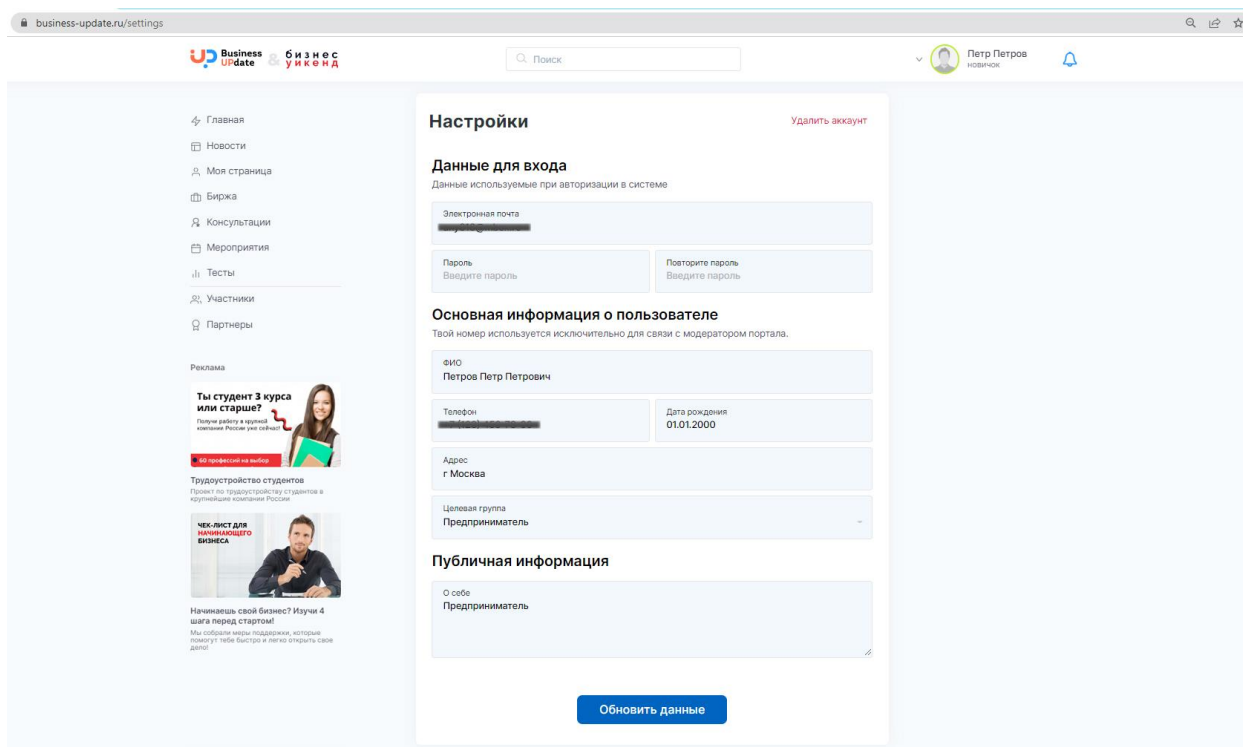 business-update.ru/settings
Business
UPdate
&
бизнес
уикенд
Поиск
Петр Петров
новичок
Главная
Новости
Моя страница
Биржа
Консультации
Мероприятия
Тесты
Участники
Партнеры
Реклама
Ты студент 3 курса
или старше?
Получи работу в крупной
компании России уже сейчас!
60 профессий на выбор
Трудоустройство студентов
Проект по трудоустройству студентов в
крупнейшие компании России
ЧЕК-ЛИСТ ДЛЯ
НАЧИНАЮЩЕГО
БИЗНЕСА
Начинаешь свой бизнес? Изучи 4
шага перед стартом!
Мы собрали меры поддержки, которые
помогут тебе быстро и легко открыть свое
дело!
Настройки
Удалить аккаунт
Данные для входа
Данные используемые при авторизации в системе
Электронная почта
Пароль
Введите пароль
Повторите пароль
Введите пароль
Основная информация о пользователе
Твой номер используется исключительно для связи с модератором портала.
ФИО
Петров Петр Петрович
Телефон
Дата рождения
01.01.2000
Адрес
г Москва
Целевая группа
Предприниматель
Публичная информация
О себе
Предприниматель
Обновить данные